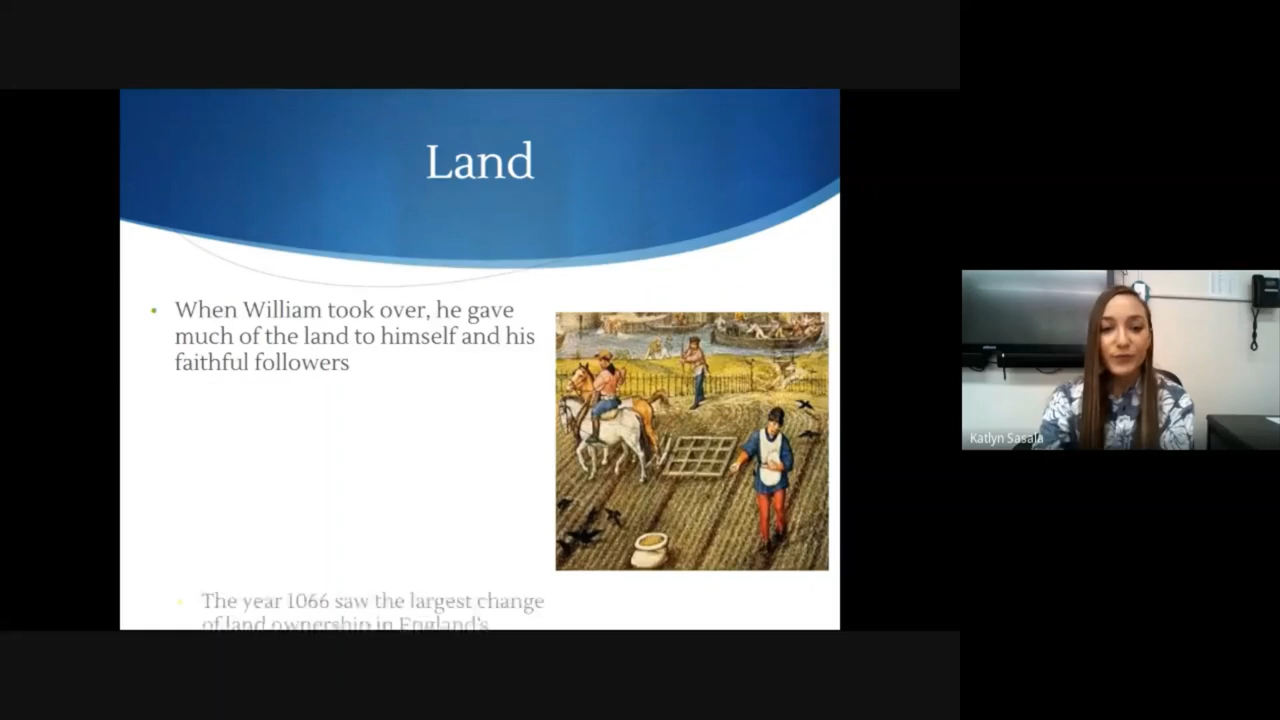 Land
When William took over, he gave
much of the land to himself and his
faithful followers
The year 1066 saw the largest change
of land ownership in England's
Katlyn Sasala